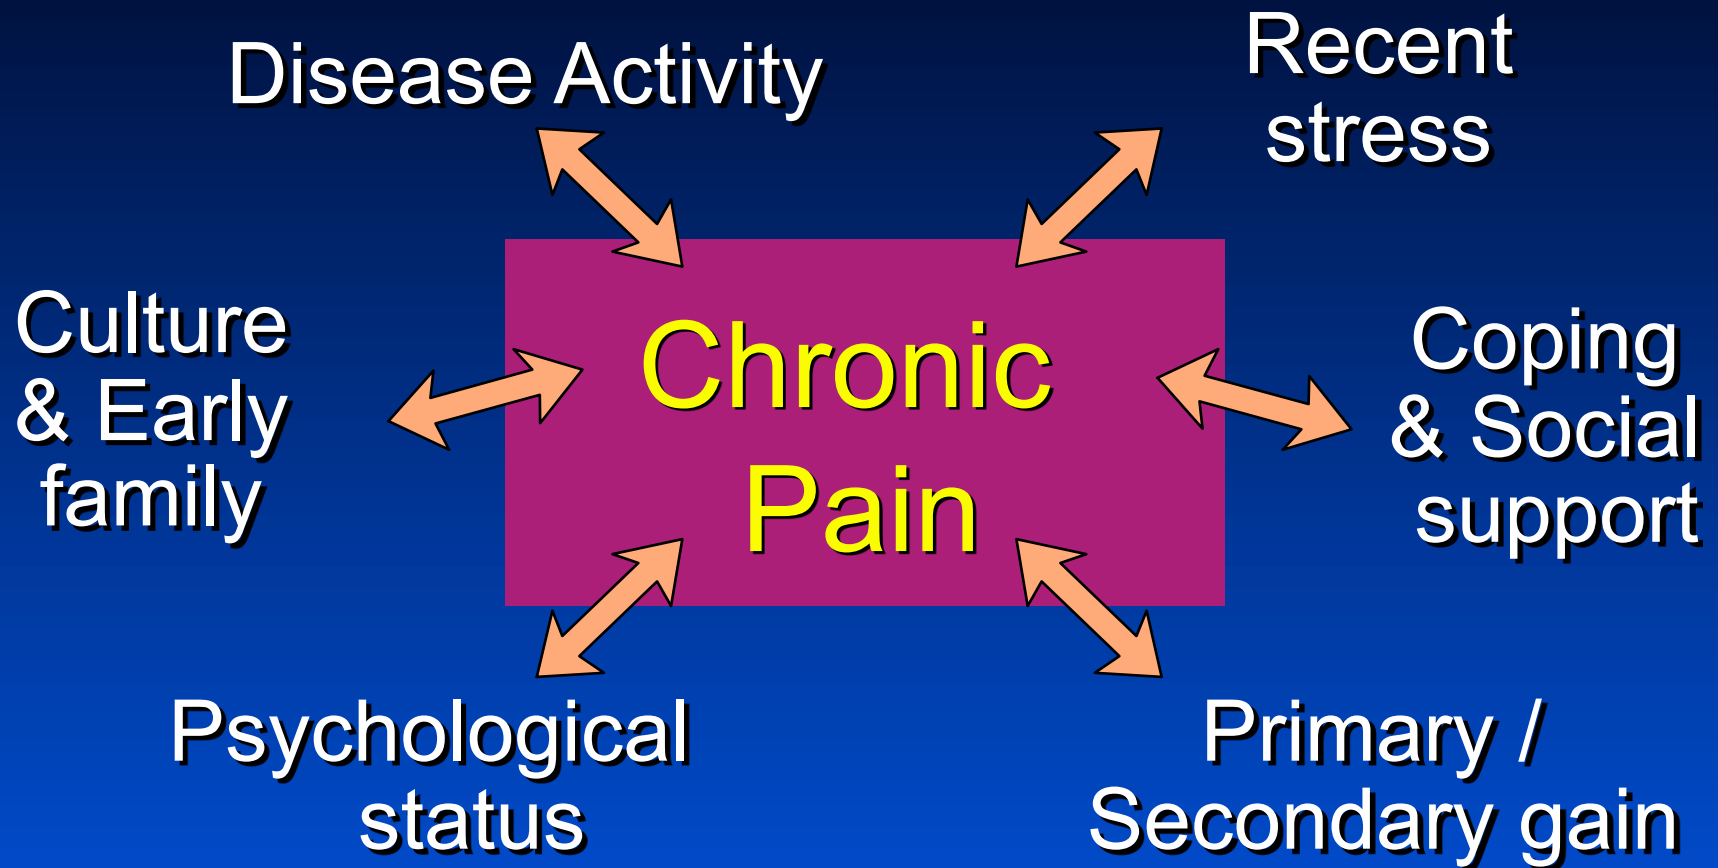 Disease Activity
Recent
stress
Culture
& Early
family
Chronic
Pain
Coping
& Social
support
Psychological
status
Primary /
Secondary gain